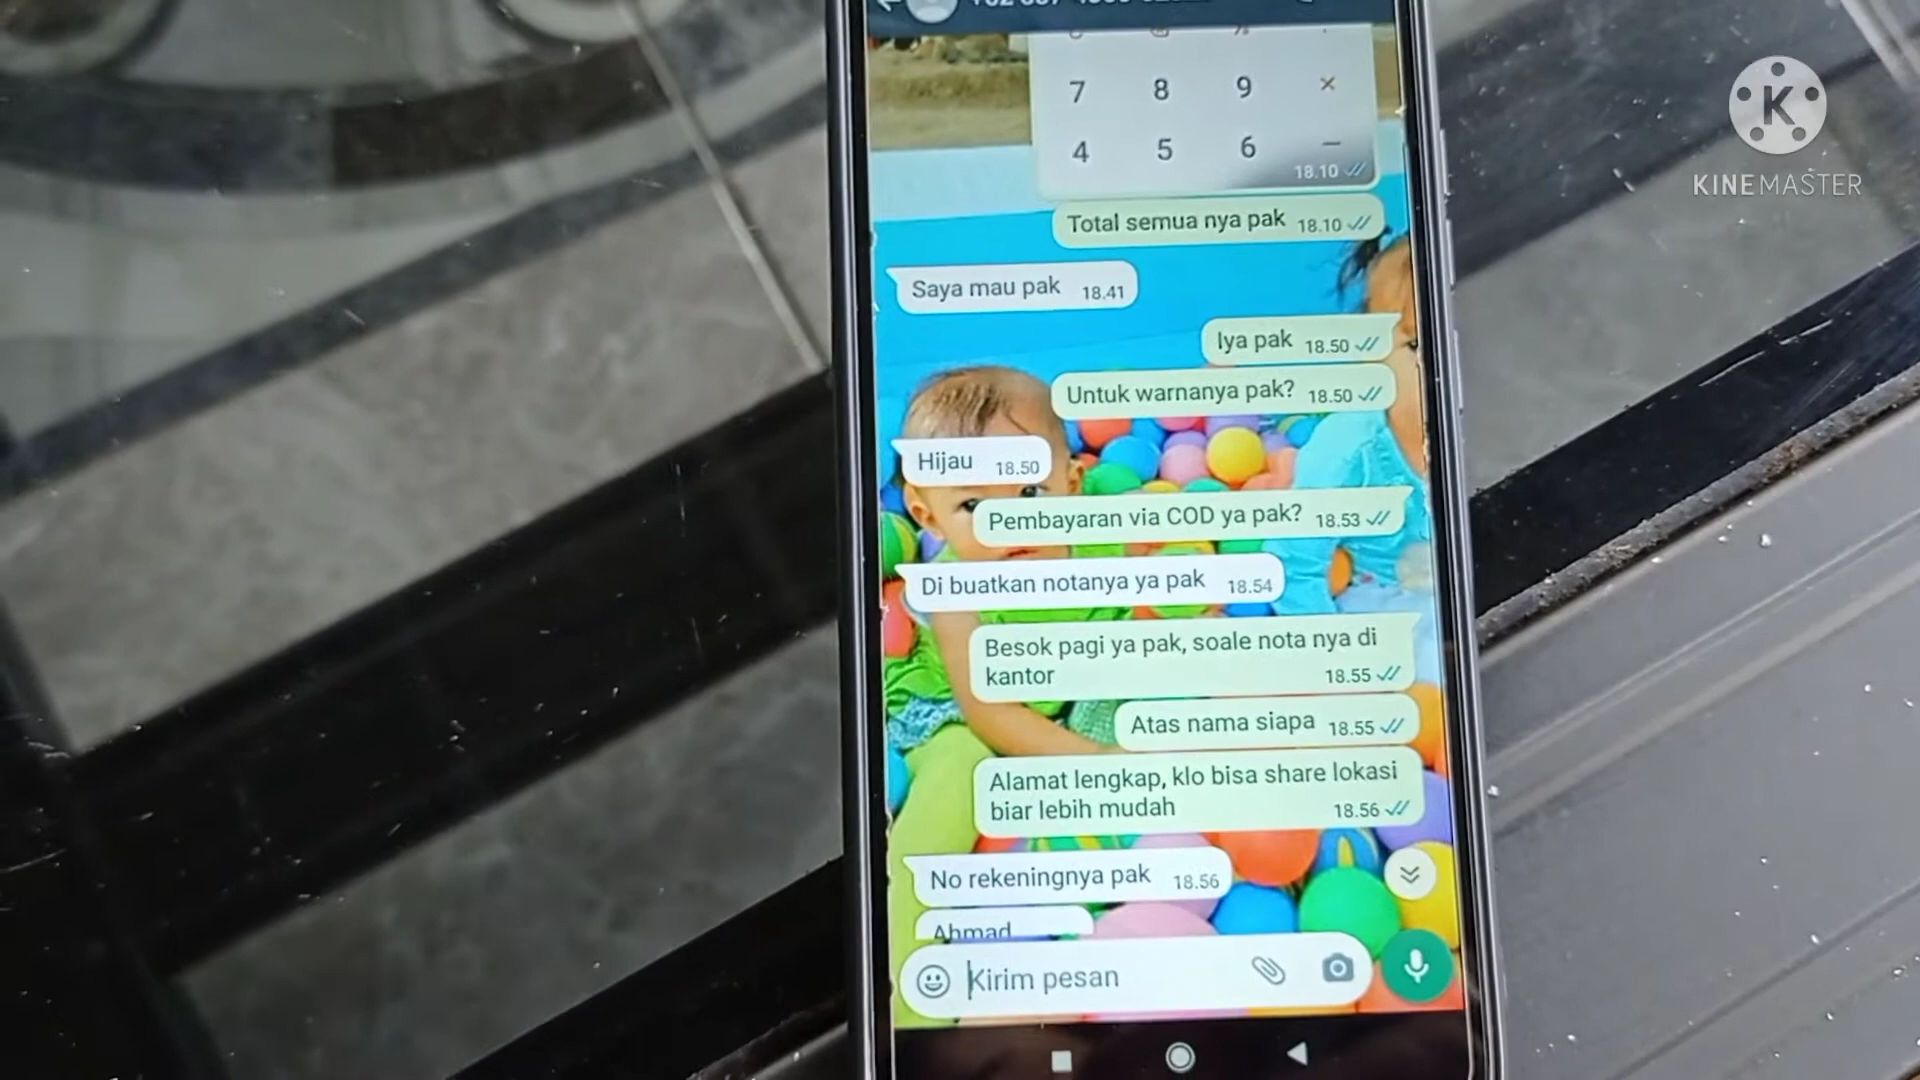 7 8 9 ×
4 5 6 −
18.10
Total semua nya pak 18.10
Saya mau pak 18.41
Iya pak 18.50
Untuk warnanya pak? 18.50
Hijau 18.50
Pembayaran via COD ya pak? 18.53
Di buatkan notanya ya pak 18.54
Besok pagi ya pak, soale nota nya di
kantor 18.55
Atas nama siapa 18.55
Alamat lengkap, klo bisa share lokasi
biar lebih mudah 18.56
No rekeningnya pak 18.56
Ahmad
Kirim pesan
K
KINEMASTER